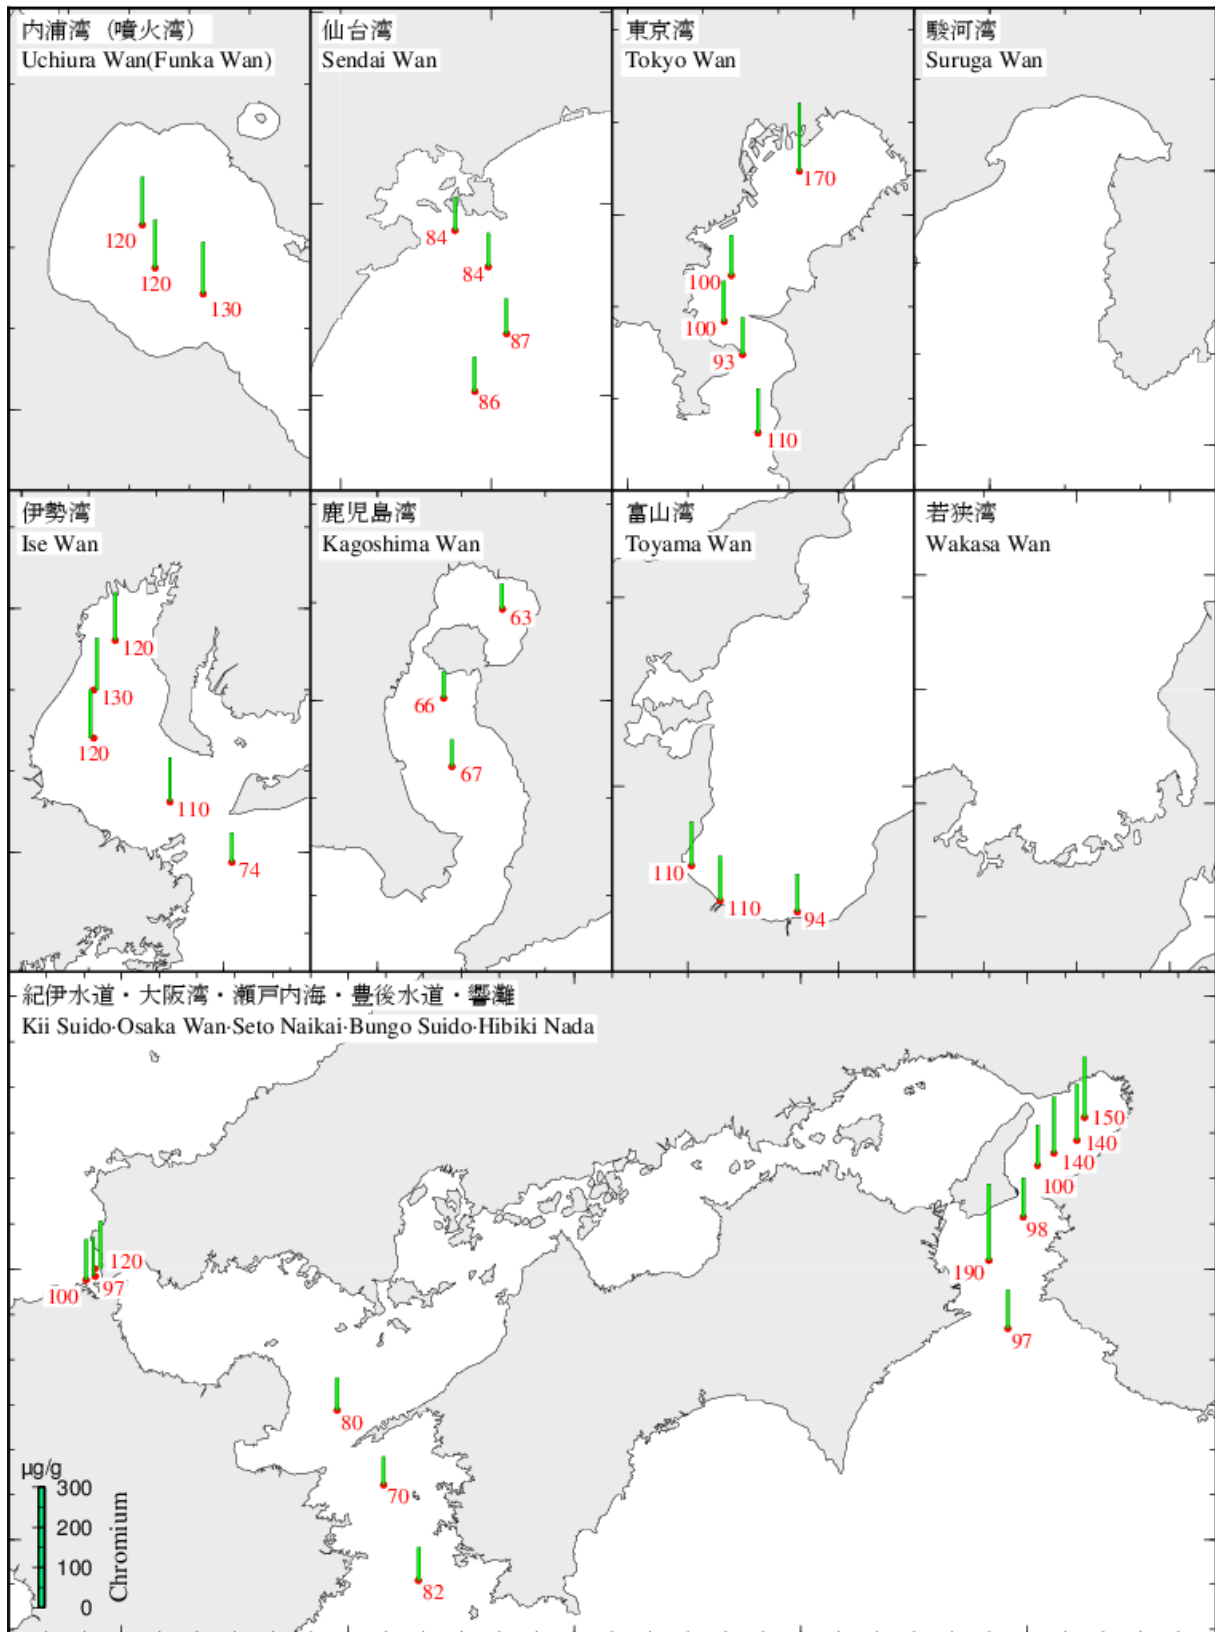 内浦湾（噴火湾）
Uchiura Wan(Funka Wan)
120
120
130
仙台湾
Sendai Wan
84
84
87
86
東京湾
Tokyo Wan
170
100
100
93
110
駿河湾
Suruga Wan
伊勢湾
Ise Wan
120
130
120
110
74
鹿児島湾
Kagoshima Wan
63
66
67
富山湾
Toyama Wan
110
110
94
若狭湾
Wakasa Wan
紀伊水道・大阪湾・瀬戸内海・豊後水道・響灘
Kii Suido·Osaka Wan·Seto Naikai·Bungo Suido·Hibiki Nada
150
140
140
100
98
190
97
120
97
100
80
70
82
µg/g
300
200
100
0
Chromium